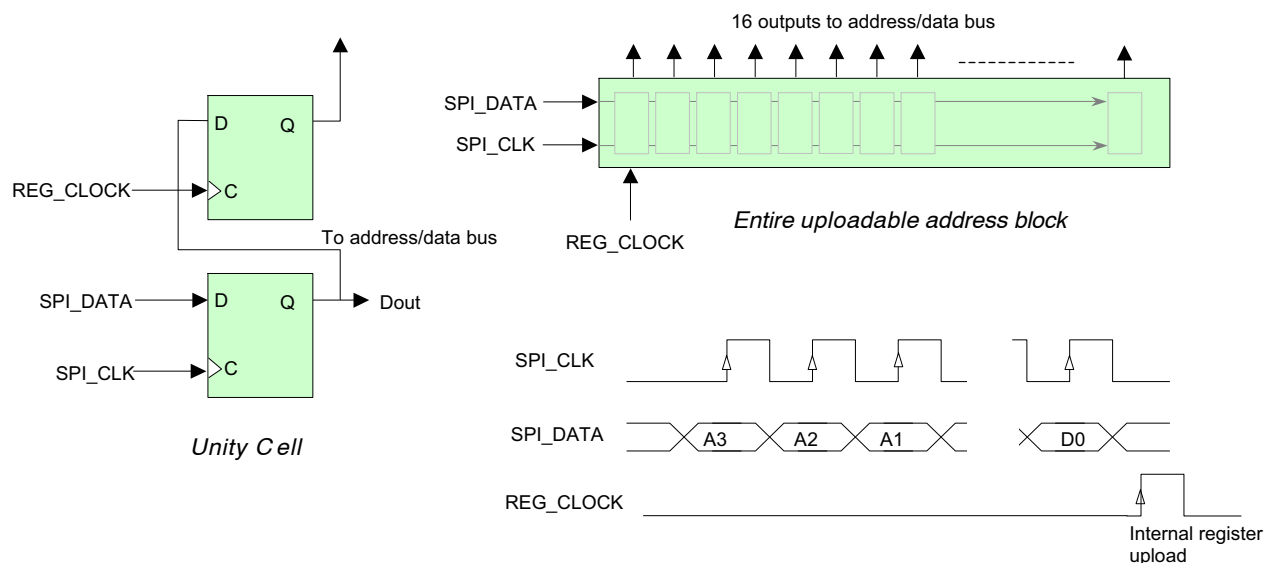 D Q
REG_CLOCK
C
To address/data bus
SPI_DATA
D Q
Dout
SPI_CLK
C
Unity Cell
16 outputs to address/data bus
SPI_DATA
SPI_CLK
REG_CLOCK
Entire uploadable address block
SPI_CLK
SPI_DATA
A3 A2 A1 D0
REG_CLOCK
Internal register
upload